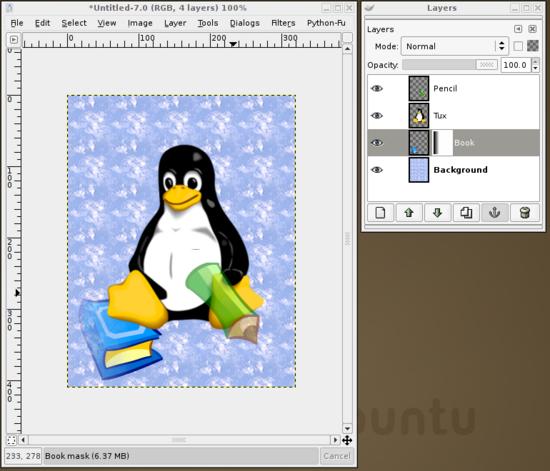 *Untitled-7.0 (RGB, 4 layers) 100%
File Edit Select View Image Layer Tools Dialogs Filters Python-Fu
0 100 200 300
0
100
200
300
400
233, 278 Book mask (6.37 MB) Cancel
Layers
Layers
Mode: Normal
Opacity: 100.0
Pencil
Tux
Book
Background
buntu